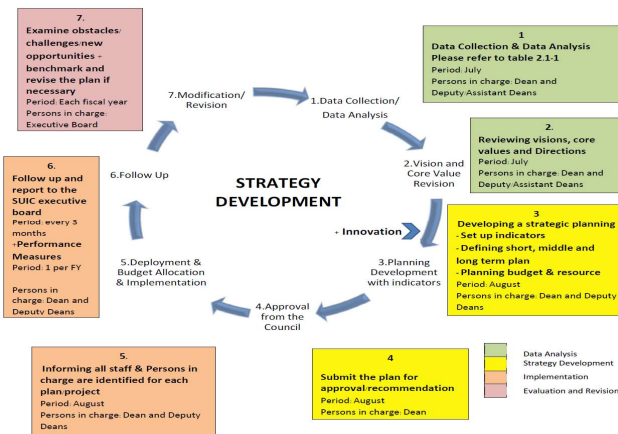 7.
Examine obstacles/
challenges/new
opportunities +
benchmark and
revise the plan if
necessary
Period: Each fiscal year
Persons in charge:
Executive Board
1
Data Collection & Data Analysis
Please refer to table 2.1-1
Period: July
Persons in charge: Dean and
Deputy/Assistant Deans
7.Modification/
Revision
1.Data Collection/
Data Analysis
2.
Reviewing visions, core
values and Directions
Period: July
Persons in charge: Dean and
Deputy/Assistant Deans
6.
Follow up and
report to the
SUIC executive
board
Period: every 3
months
+Performance
Measures
Period: 1 per FY
Persons in
charge: Dean and
Deputy Deans
6.Follow Up
2.Vision and
Core Value
Revision
STRATEGY
DEVELOPMENT
+ Innovation
3
Developing a strategic planning
- Set up indicators
- Defining short, middle and
long term plan
- Planning budget & resource
Period: August
Persons in charge: Dean and Deputy
Deans
5.Deployment &
Budget Allocation
& Implementation
3.Planning
Development
with indicators
4.Approval
from the
Council
5.
Informing all staff & Persons in
charge are identified for each
plan/project
Period: August
Persons in charge: Dean and Deputy
Deans
4
Submit the plan for
approval/recommendation
Period: August
Persons in charge: Dean
Data Analysis
Strategy Development
Implementation
Evaluation and Revision